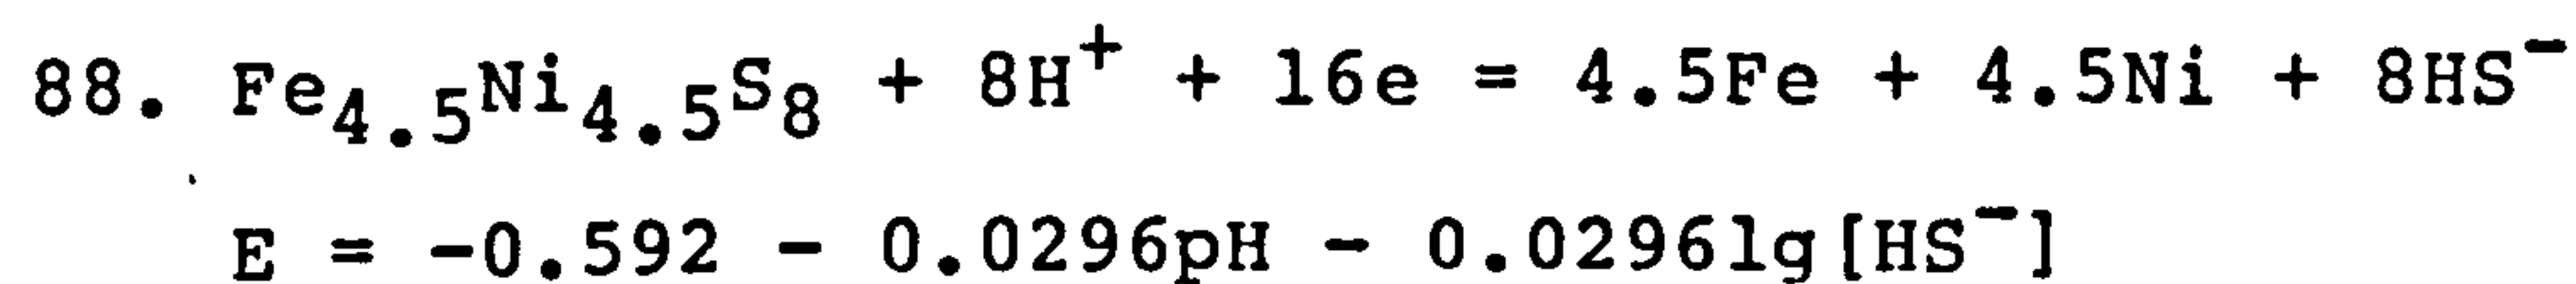 88. Fe₄.₅Ni₄.₅S₈ + 8H⁺ + 16e = 4.5Fe + 4.5Ni + 8HS⁻
E = -0.592 - 0.0296pH - 0.0296lg[HS⁻]